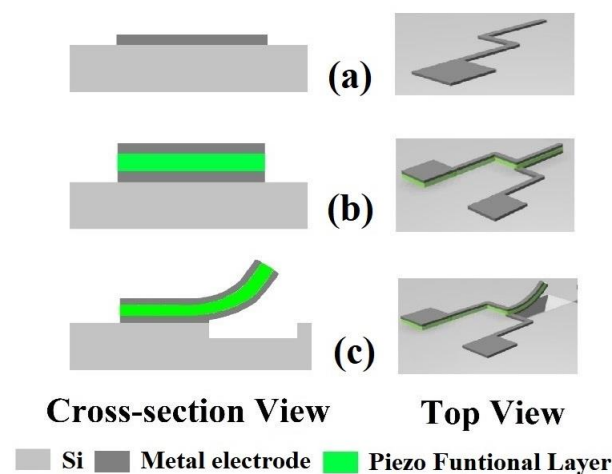 (a)
(b)
(c)
Cross-section View Top View
Si Metal electrode Piezo Funtional Layer